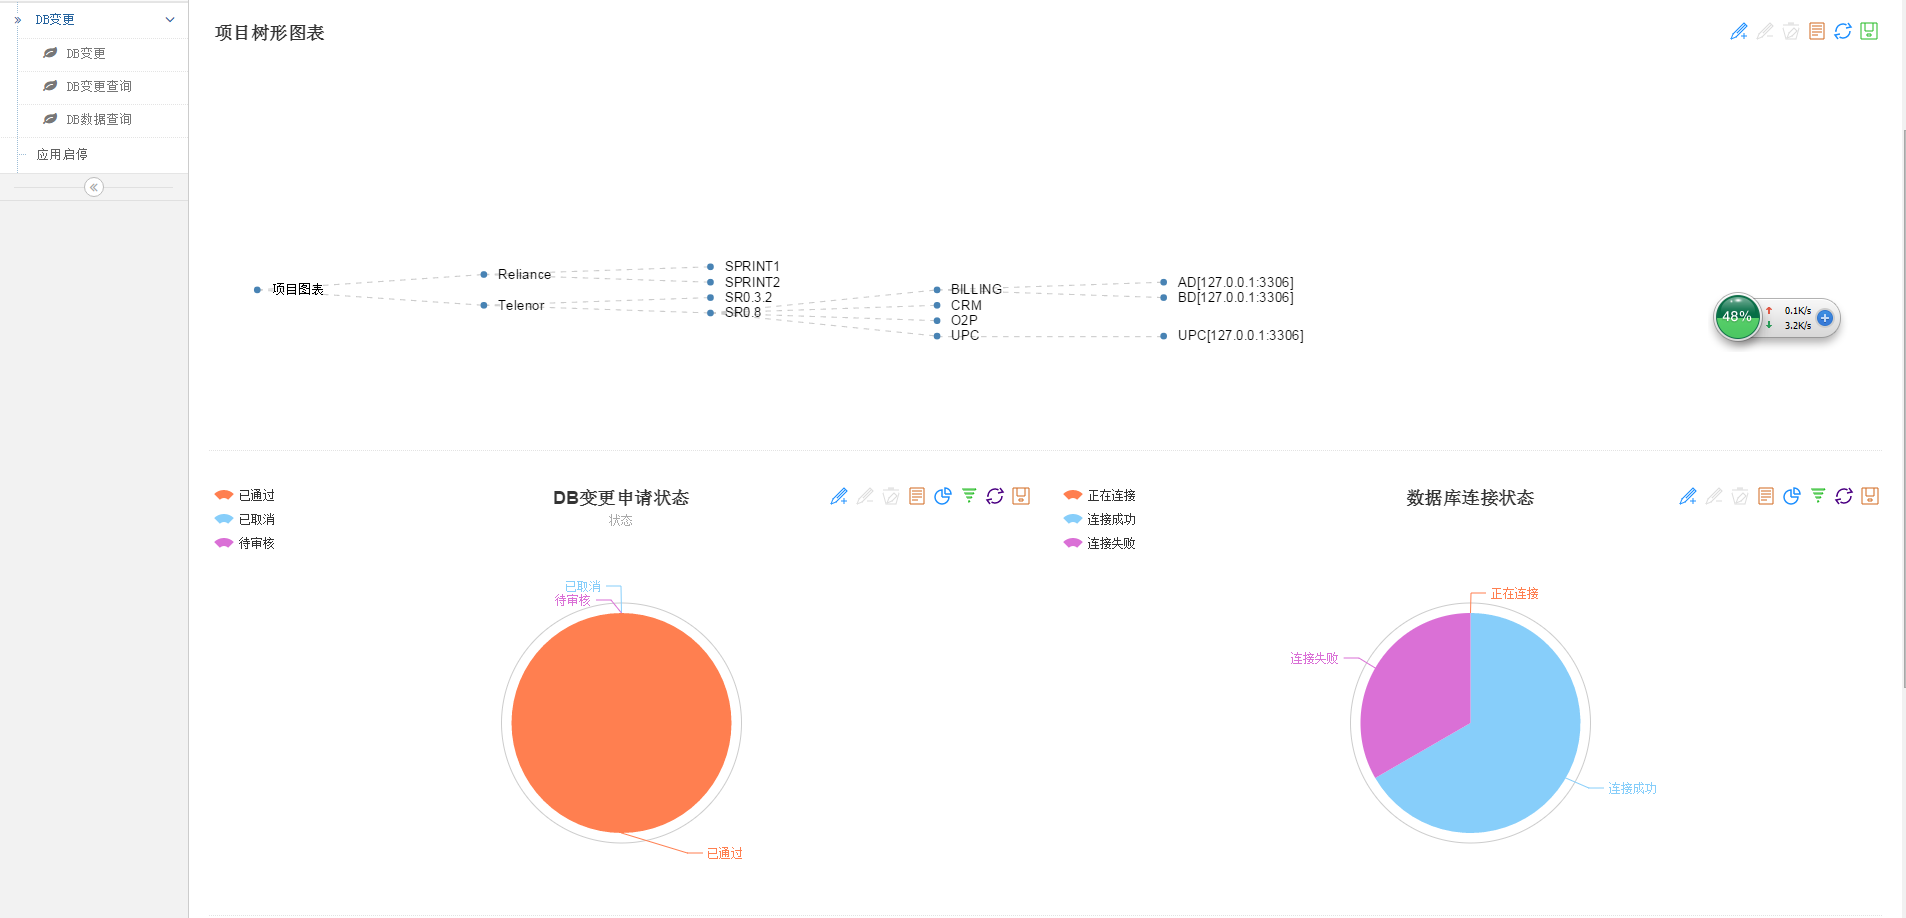 DB变更
DB变更
DB变更查询
DB数据查询
应用启停
项目树形图表
项目图表
Reliance
Telenor
SPRINT1
SPRINT2
SR0.3.2
SR0.8
BILLING
CRM
O2P
UPC
AD[127.0.0.1:3306]
BD[127.0.0.1:3306]
UPC[127.0.0.1:3306]
48%
0.1K/s
3.2K/s
已通过
已取消
待审核
DB变更申请状态
状态
已取消
待审核
已通过
正在连接
连接成功
连接失败
数据库连接状态
正在连接
连接失败
连接成功